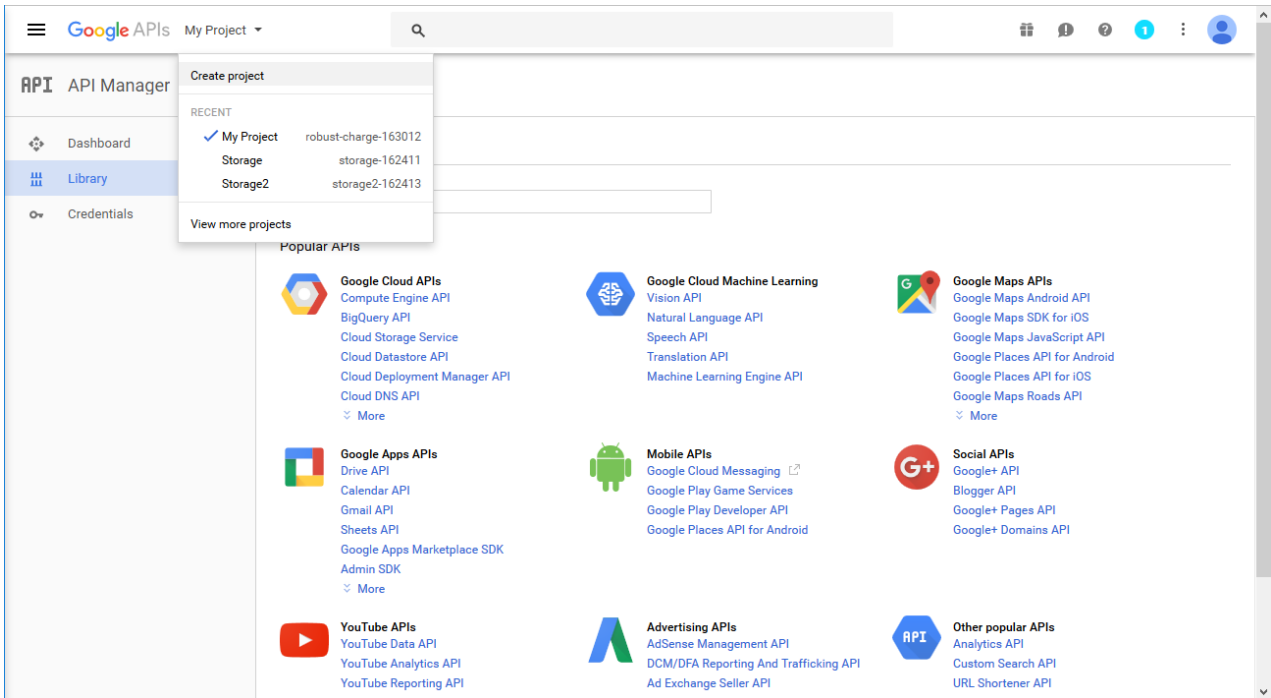 Google APIs My Project
1
API API Manager
Create project
RECENT
My Project robust-charge-163012
Storage storage-162411
Storage2 storage2-162413
View more projects
Dashboard
Library
Credentials
Popular APIs
Google Cloud APIs
Compute Engine API
BigQuery API
Cloud Storage Service
Cloud Datastore API
Cloud Deployment Manager API
Cloud DNS API
More
Google Cloud Machine Learning
Vision API
Natural Language API
Speech API
Translation API
Machine Learning Engine API
G
Google Maps APIs
Google Maps Android API
Google Maps SDK for iOS
Google Maps JavaScript API
Google Places API for Android
Google Places API for iOS
Google Maps Roads API
More
Google Apps APIs
Drive API
Calendar API
Gmail API
Sheets API
Google Apps Marketplace SDK
Admin SDK
More
Mobile APIs
Google Cloud Messaging
Google Play Game Services
Google Play Developer API
Google Places API for Android
G+
Social APIs
Google+ API
Blogger API
Google+ Pages API
Google+ Domains API
YouTube APIs
YouTube Data API
YouTube Analytics API
YouTube Reporting API
Advertising APIs
AdSense Management API
DCM/DFA Reporting And Trafficking API
Ad Exchange Seller API
API
Other popular APIs
Analytics API
Custom Search API
URL Shortener API